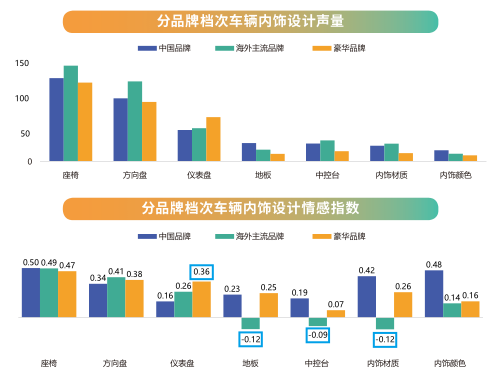 分品牌档次车辆内饰设计声量
中国品牌 海外主流品牌 豪华品牌
150
100
50
0
座椅 方向盘 仪表盘 地板 中控台 内饰材质 内饰颜色
分品牌档次车辆内饰设计情感指数
中国品牌 海外主流品牌 豪华品牌
0.50 0.49 0.47 0.34 0.41 0.38 0.16 0.26 0.36 0.23 -0.12 0.25 0.19 -0.09 0.07 0.42 -0.12 0.26 0.48 0.14 0.16
座椅 方向盘 仪表盘 地板 中控台 内饰材质 内饰颜色